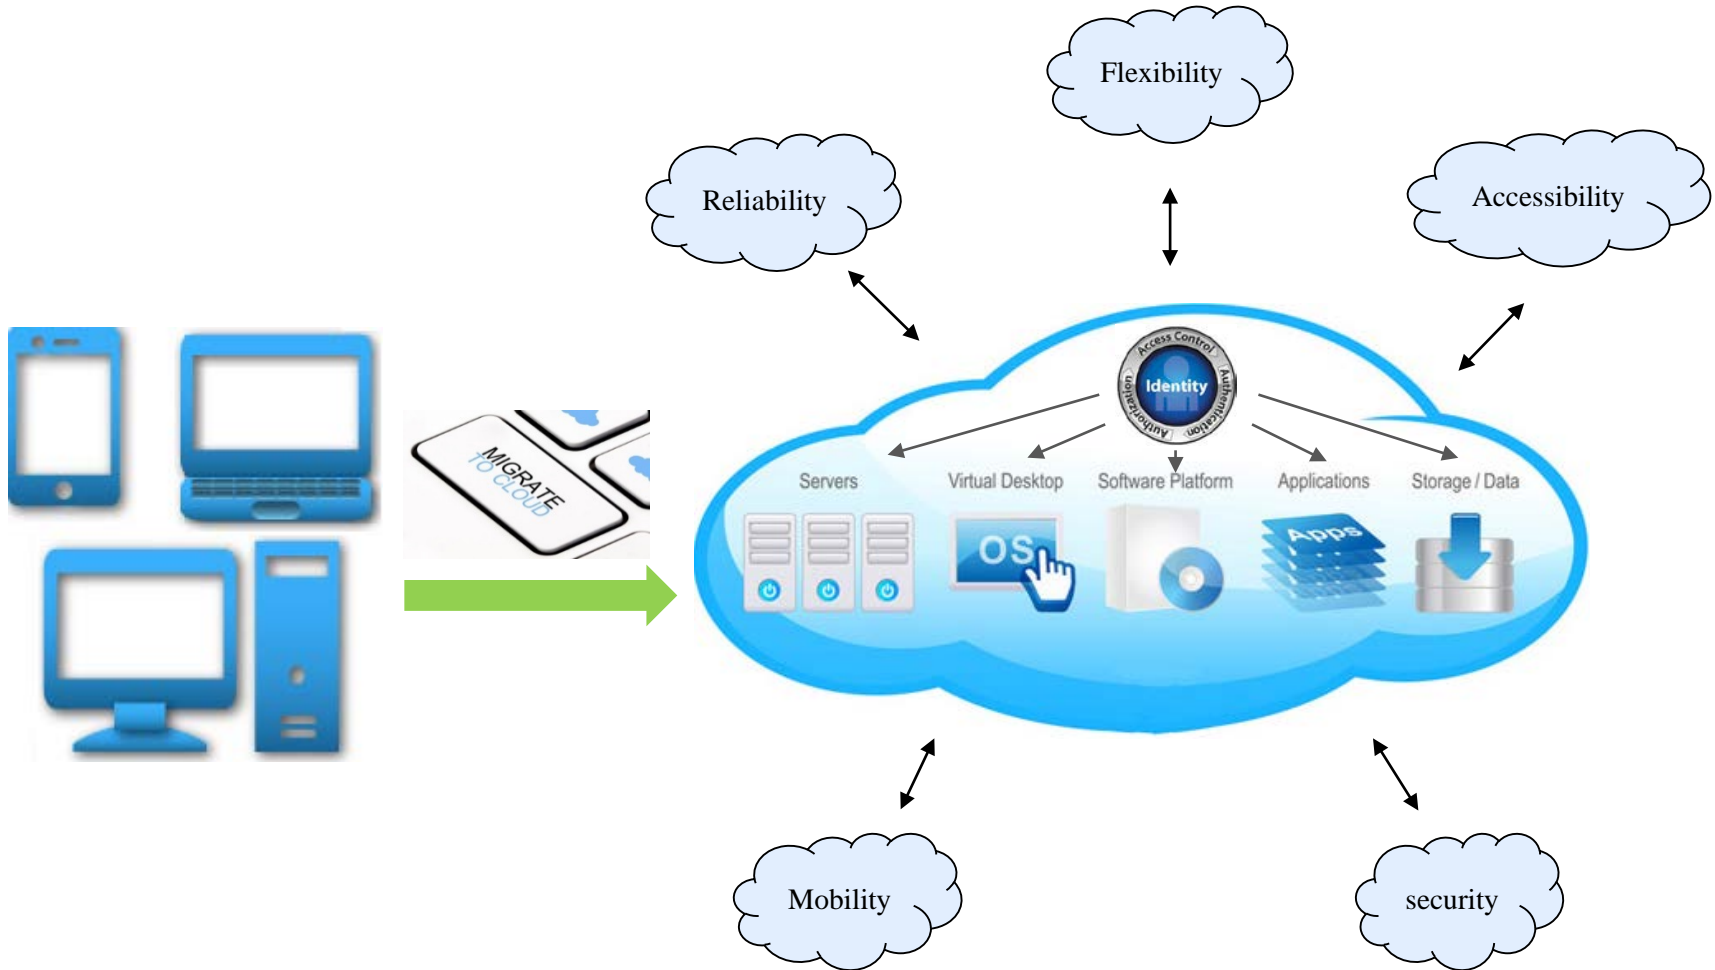 Flexibility
Reliability
Accessibility
Access Control
Authorization
Identity
Authentication
MIGRATE
TO CLOUD
Servers
Virtual Desktop
Software Platform
Applications
Storage / Data
OS
Apps
Mobility
security